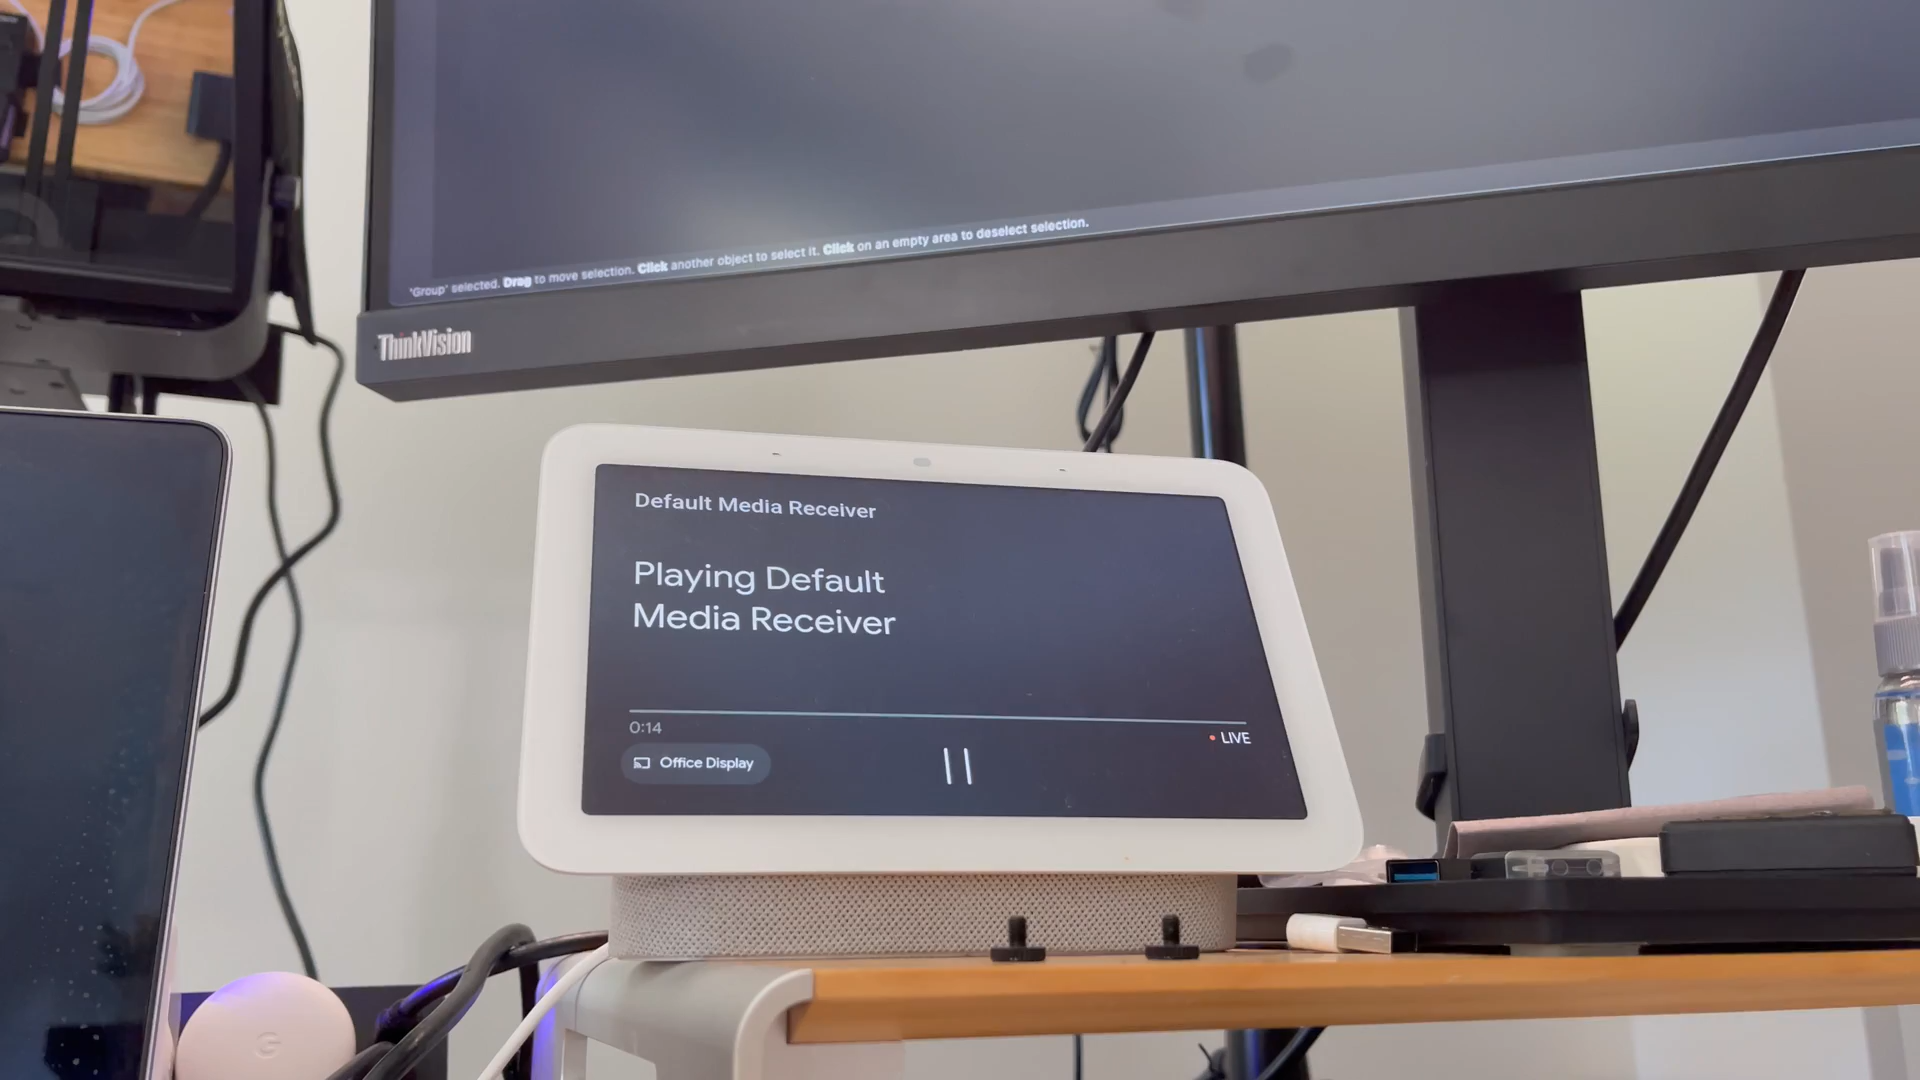 'Group' selected. Drag to move selection. Click another object to select it. Click on an empty area to deselect selection.
ThinkVision
Default Media Receiver
Playing Default
Media Receiver
0:14
LIVE
Office Display
G